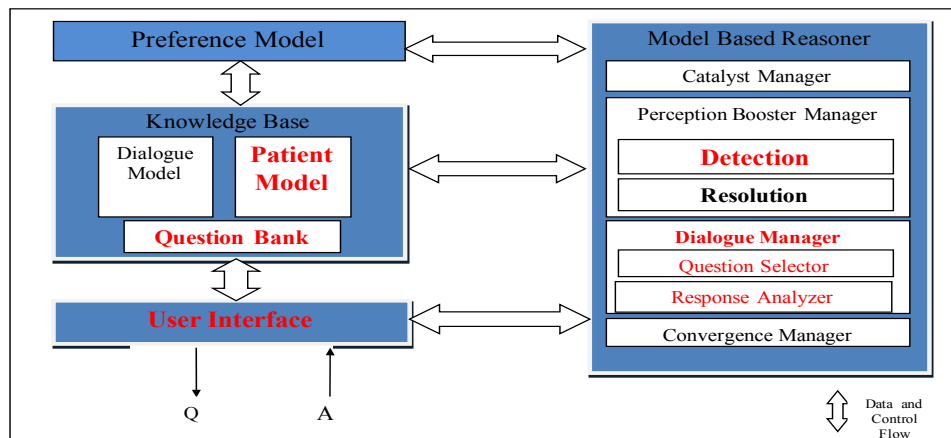 Preference Model
Knowledge Base
Dialogue
Model
Patient
Model
Question Bank
User Interface
Q
A
Model Based Reasoner
Catalyst Manager
Perception Booster Manager
Detection
Resolution
Dialogue Manager
Question Selector
Response Analyzer
Convergence Manager
Data and
Control
Flow